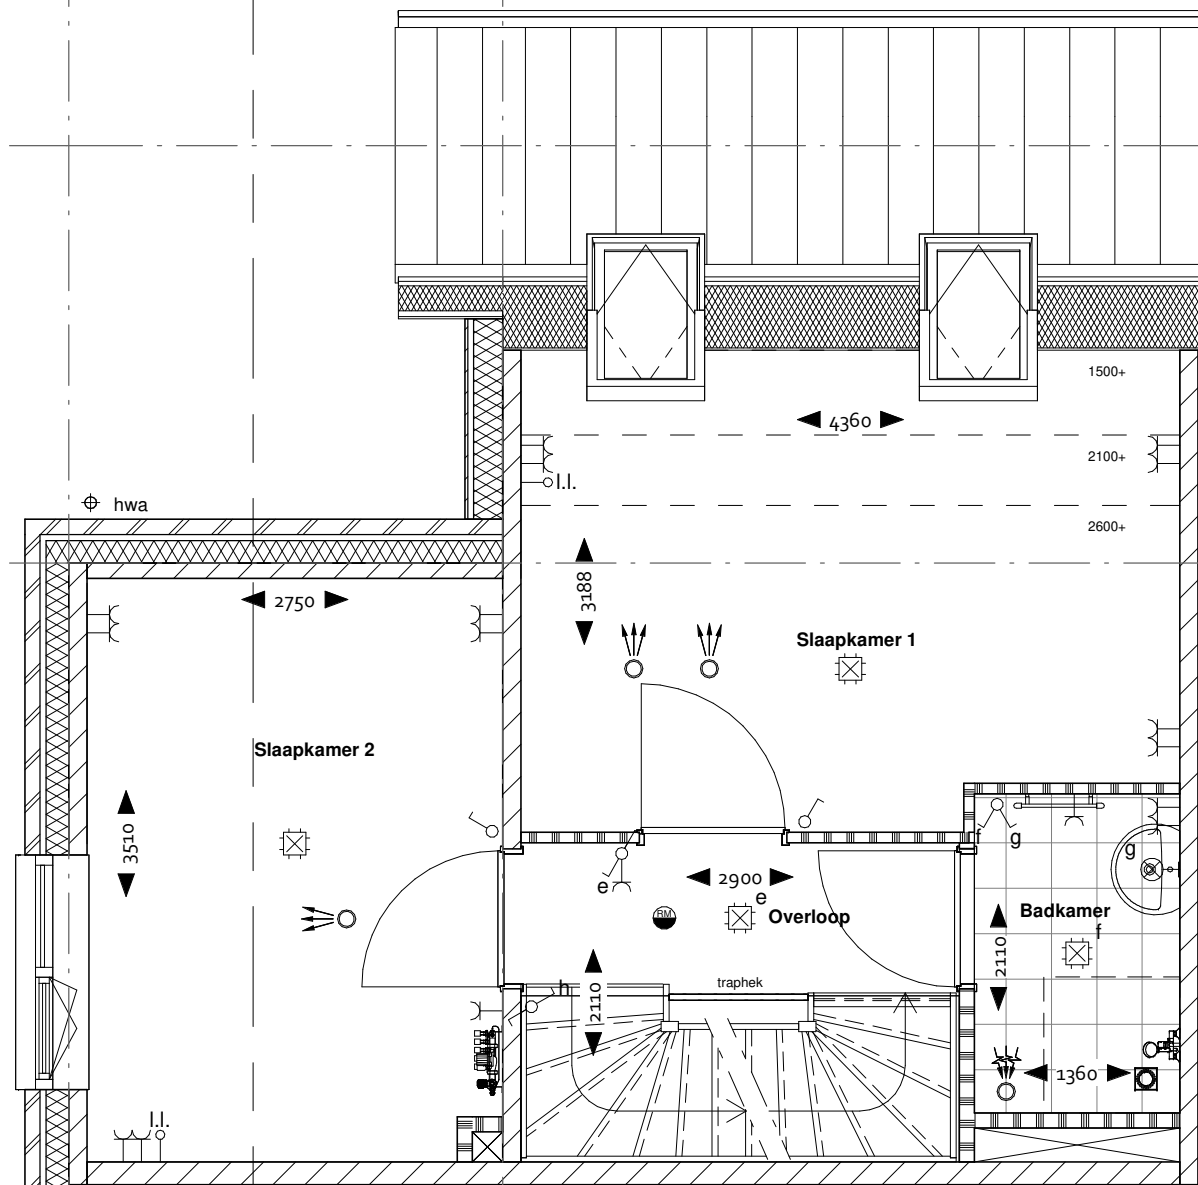 1500+
4360
2100+
l.l.
hwa
2600+
3188
2750
Slaapkamer 1
Slaapkamer 2
3510
f
g
g
e
2900
e
RM
Overloop
Badkamer
f
2110
h
2110
traphek
1360
l.l.